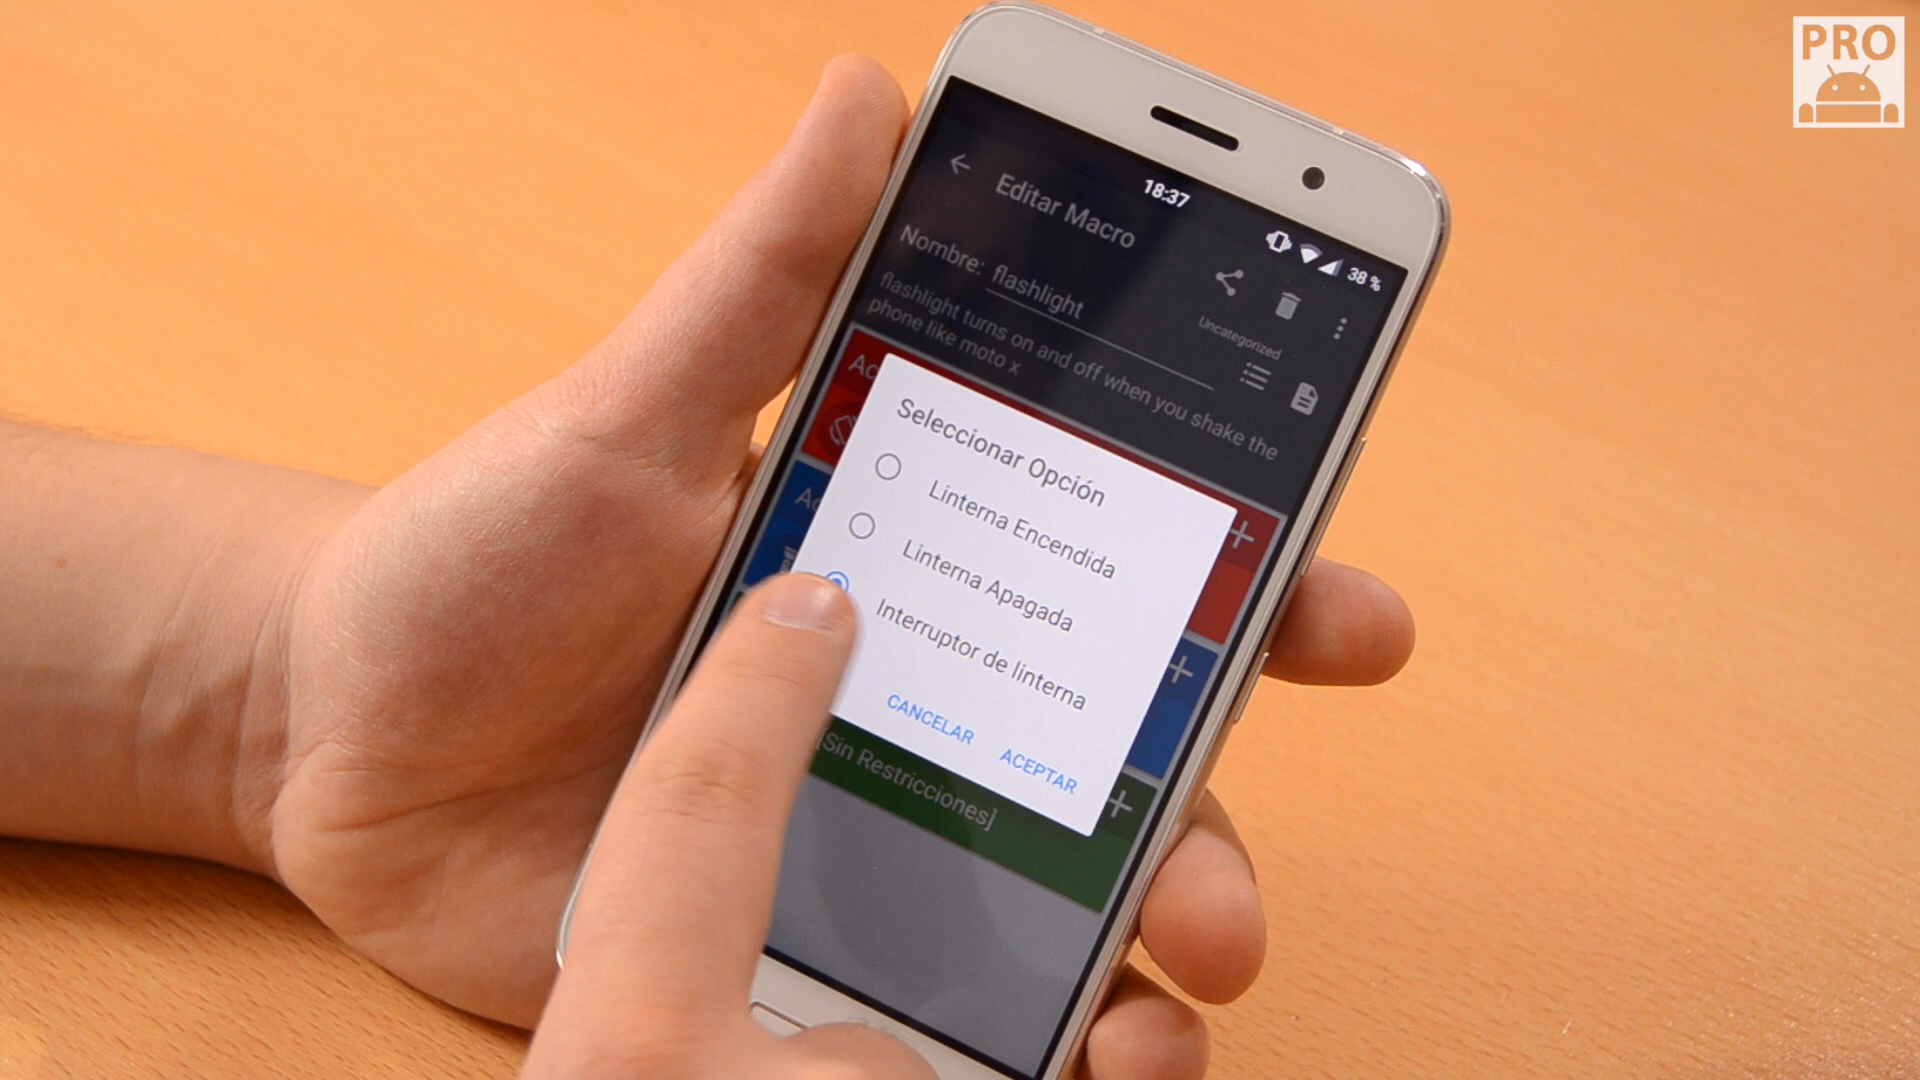 PRO
18:37
38 %
Editar Macro
Nombre: flashlight
Uncategorized
flashlight turns on and off when you shake the
phone like moto x
Seleccionar Opción
Linterna Encendida
Linterna Apagada
Interruptor de linterna
CANCELAR
ACEPTAR
[Sin Restricciones]